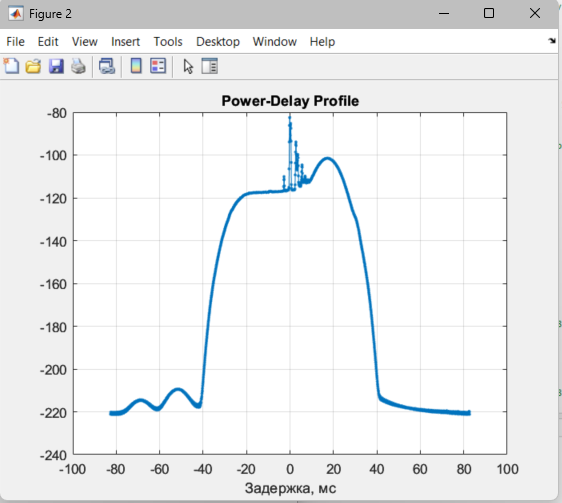 Figure 2
File Edit View Insert Tools Desktop Window Help
Power-Delay Profile
-80
-100
-120
-140
-160
-180
-200
-220
-240
-100 -80 -60 -40 -20 0 20 40 60 80 100
Задержка, мс